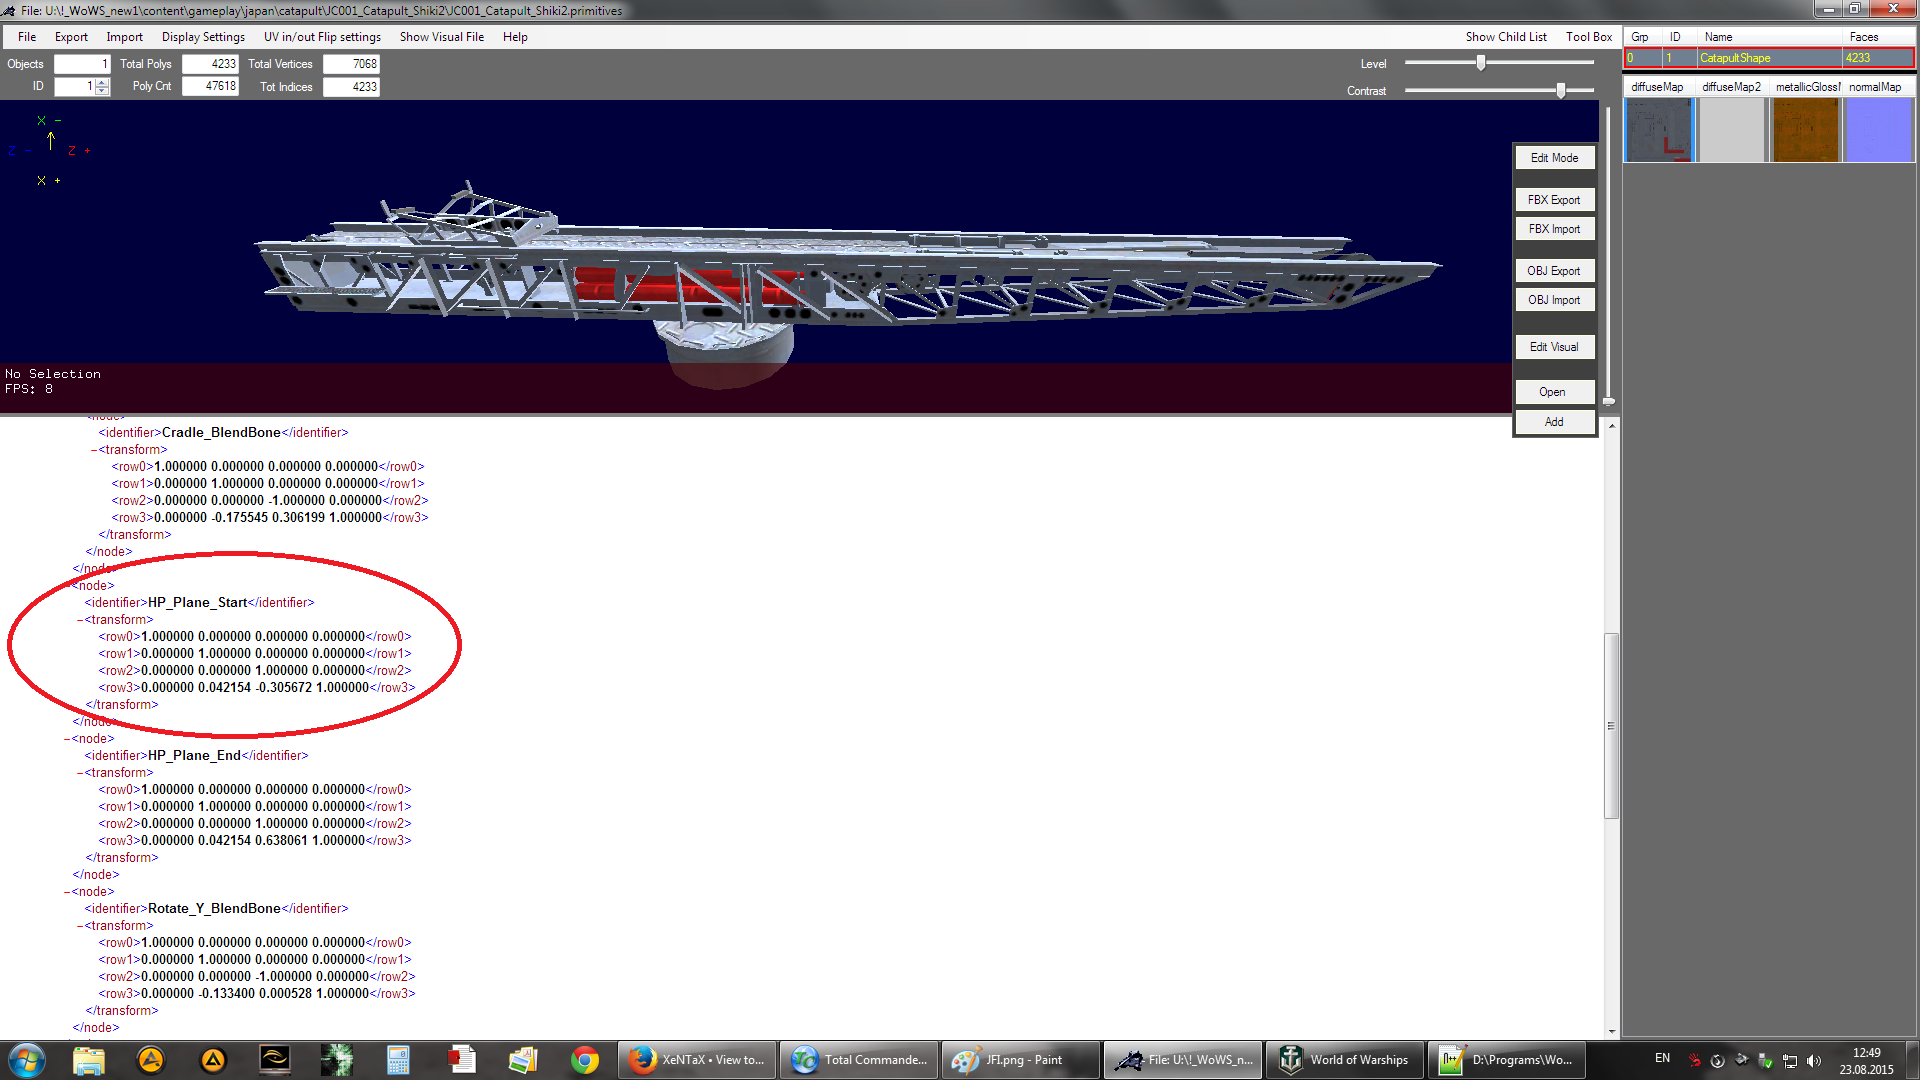 File: U:\!_WoWS_new1\content\gameplay\japan\catapult\JC001_Catapult_Shiki2\JC001_Catapult_Shiki2.primitives
File Export Import Display Settings UV in/out Flip settings Show Visual File Help Show Child List Tool Box
Objects 1 Total Polys 4233 Total Vertices 7068 Level
ID 1 Poly Cnt 47618 Tot Indices 4233 Contrast
Grp ID Name Faces
0 1 CatapultShape 4233
diffuseMap diffuseMap2 metallicGloss normalMap
X -
Z - Z +
X +
Edit Mode
FBX Export
FBX Import
OBJ Export
OBJ Import
Edit Visual
Open
Add
No Selection
FPS: 8
<node>
<identifier>Cradle_BlendBone</identifier>
–<transform>
<row0>1.000000 0.000000 0.000000 0.000000</row0>
<row1>0.000000 1.000000 0.000000 0.000000</row1>
<row2>0.000000 0.000000 -1.000000 0.000000</row2>
<row3>0.000000 -0.175545 0.306199 1.000000</row3>
</transform>
</node>
</node>
<node>
<identifier>HP_Plane_Start</identifier>
–<transform>
<row0>1.000000 0.000000 0.000000 0.000000</row0>
<row1>0.000000 1.000000 0.000000 0.000000</row1>
<row2>0.000000 0.000000 1.000000 0.000000</row2>
<row3>0.000000 0.042154 -0.305672 1.000000</row3>
</transform>
</node>
–<node>
<identifier>HP_Plane_End</identifier>
–<transform>
<row0>1.000000 0.000000 0.000000 0.000000</row0>
<row1>0.000000 1.000000 0.000000 0.000000</row1>
<row2>0.000000 0.000000 1.000000 0.000000</row2>
<row3>0.000000 0.042154 0.638061 1.000000</row3>
</transform>
</node>
–<node>
<identifier>Rotate_Y_BlendBone</identifier>
–<transform>
<row0>1.000000 0.000000 0.000000 0.000000</row0>
<row1>0.000000 1.000000 0.000000 0.000000</row1>
<row2>0.000000 0.000000 -1.000000 0.000000</row2>
<row3>0.000000 -0.133400 0.000528 1.000000</row3>
</transform>
</node>
XeNTaX • View to... Total Commande... JFI.png - Paint File: U:\!_WoWS_n... World of Warships D:\Programs\Wo... EN 12:49
23.08.2015